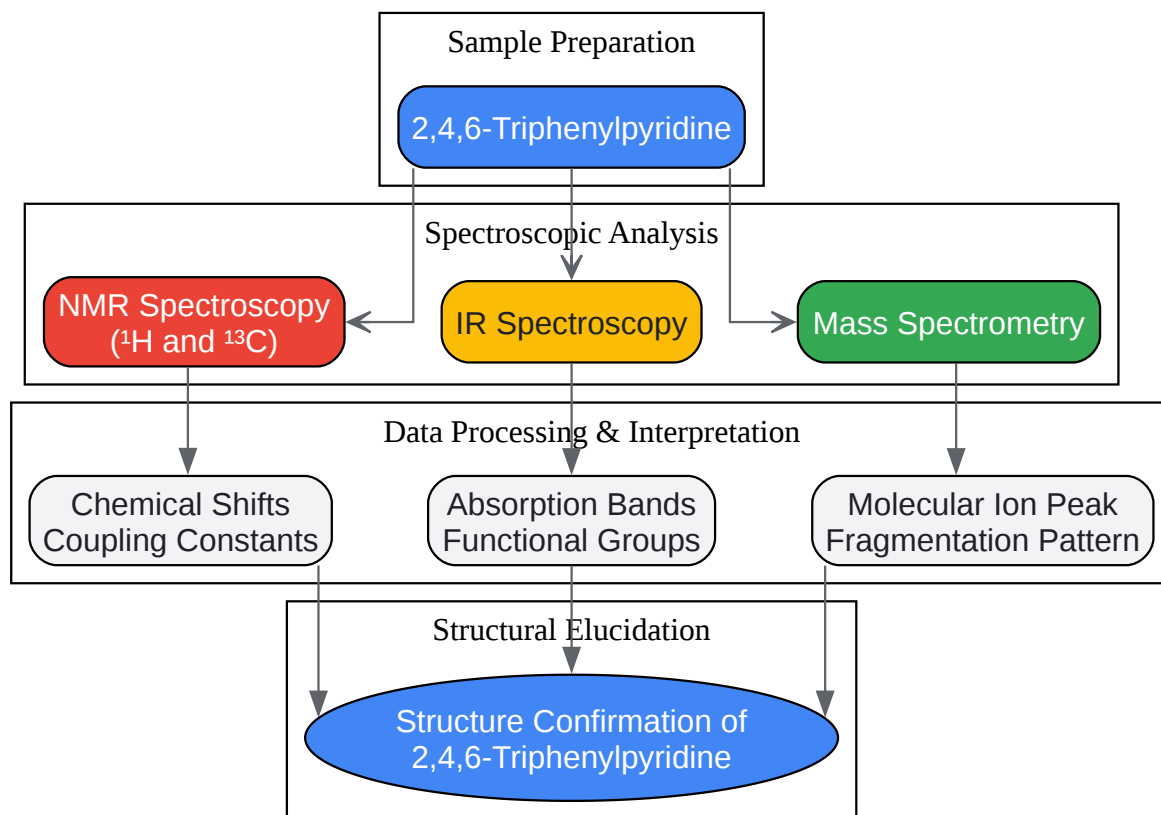 Sample Preparation
2,4,6-Triphenylpyridine
Spectroscopic Analysis
NMR Spectroscopy
(¹H and ¹³C)
IR Spectroscopy
Mass Spectrometry
Data Processing & Interpretation
Chemical Shifts
Coupling Constants
Absorption Bands
Functional Groups
Molecular Ion Peak
Fragmentation Pattern
Structural Elucidation
Structure Confirmation of
2,4,6-Triphenylpyridine